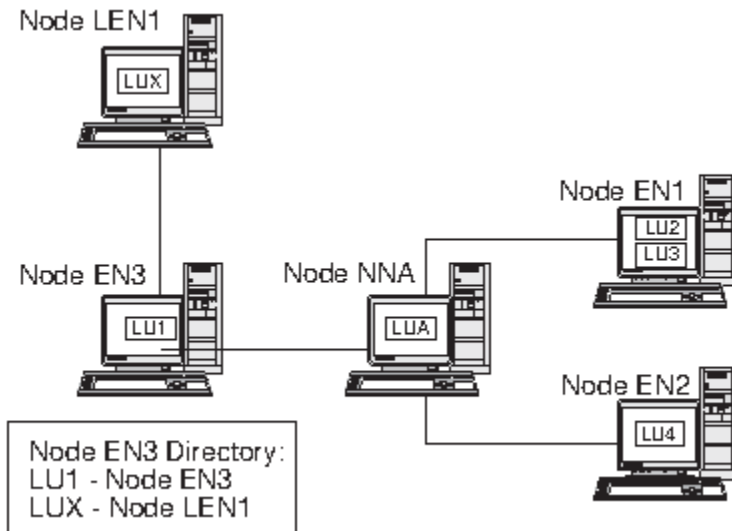 Node LEN1
LUX
Node EN1
LU2
LU3
Node EN3
Node NNA
LU1
LUA
Node EN2
LU4
Node EN3 Directory:
LU1 - Node EN3
LUX - Node LEN1